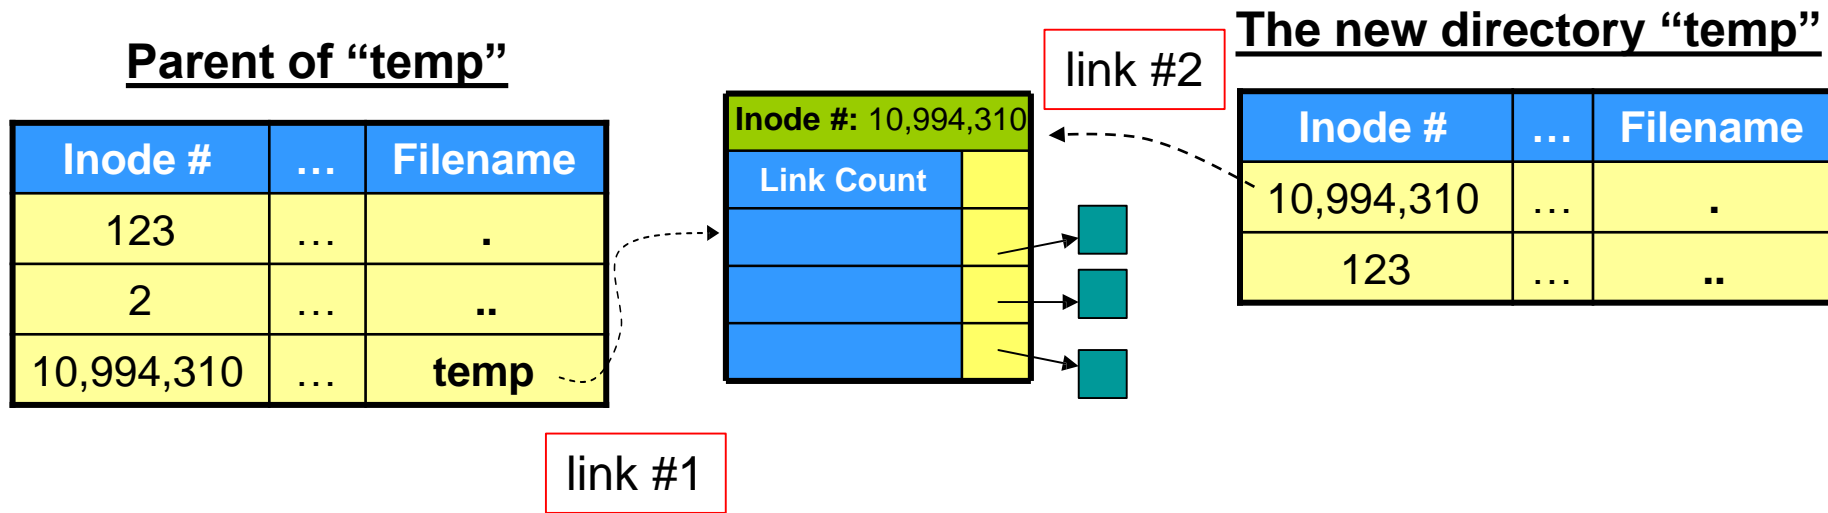 Parent of “temp”
Inode # … Filename
123 … .
2 … ..
10,994,310 … temp
link #1
Inode #: 10,994,310
Link Count
link #2
The new directory “temp”
Inode # … Filename
10,994,310 … .
123 … ..